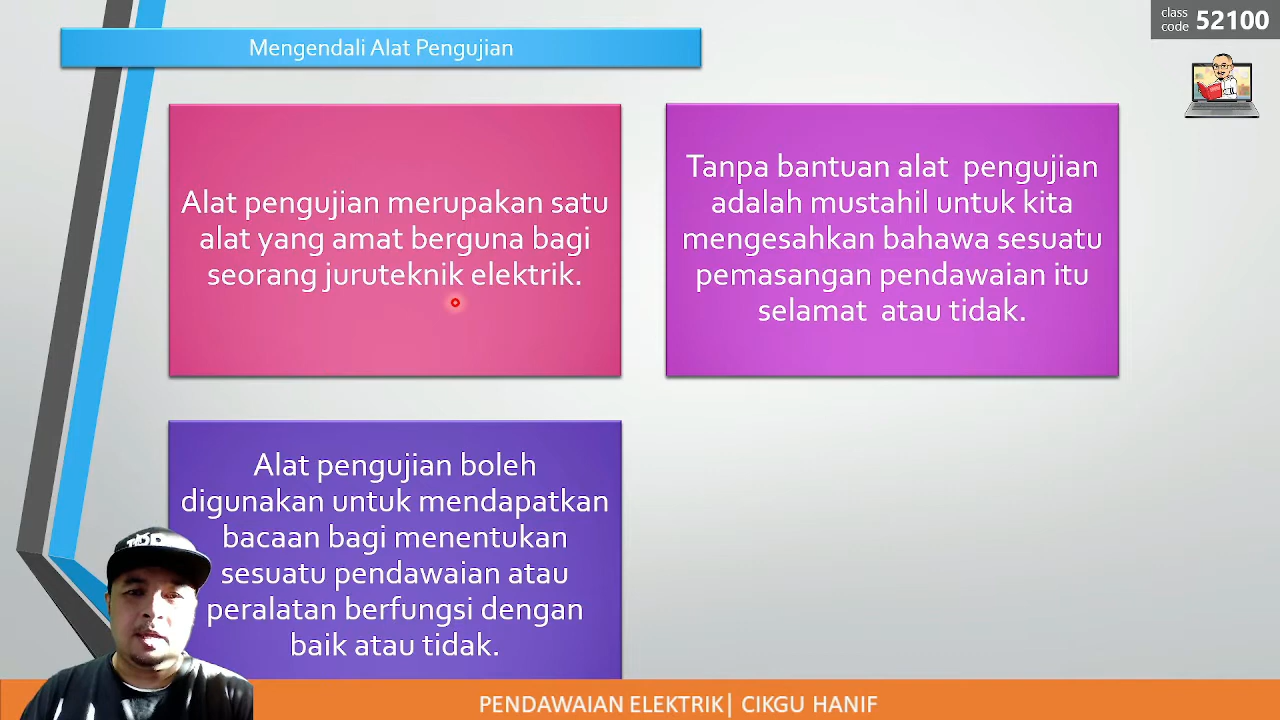 class
code 52100
Mengendali Alat Pengujian
Alat pengujian merupakan satu
alat yang amat berguna bagi
seorang juruteknik elektrik.
Tanpa bantuan alat pengujian
adalah mustahil untuk kita
mengesahkan bahawa sesuatu
pemasangan pendawaian itu
selamat atau tidak.
Alat pengujian boleh
digunakan untuk mendapatkan
bacaan bagi menentukan
sesuatu pendawaian atau
peralatan berfungsi dengan
baik atau tidak.
PENDAWAIAN ELEKTRIK| CIKGU HANIF